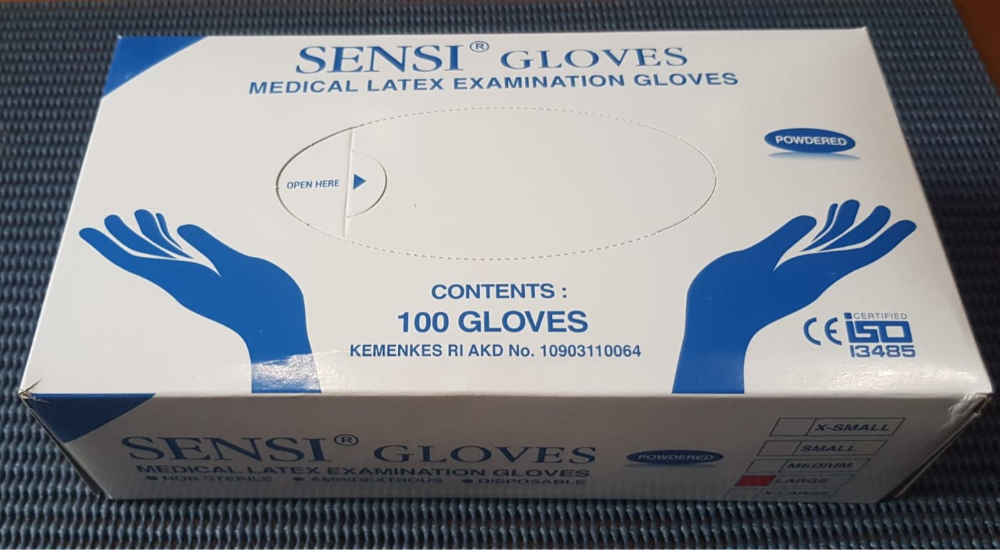 SENSI® GLOVES
MEDICAL LATEX EXAMINATION GLOVES
POWDERED
OPEN HERE
CONTENTS :
100 GLOVES
KEMENKES RI AKD No. 10903110064
CE
CERTIFIED
iso
13485
SENSI® GLOVES
MEDICAL LATEX EXAMINATION GLOVES
• NON STERILE • AMBIDEXTROUS • DISPOSABLE
POWDERED
X-SMALL
SMALL
MEDIUM
LARGE
X-LARGE